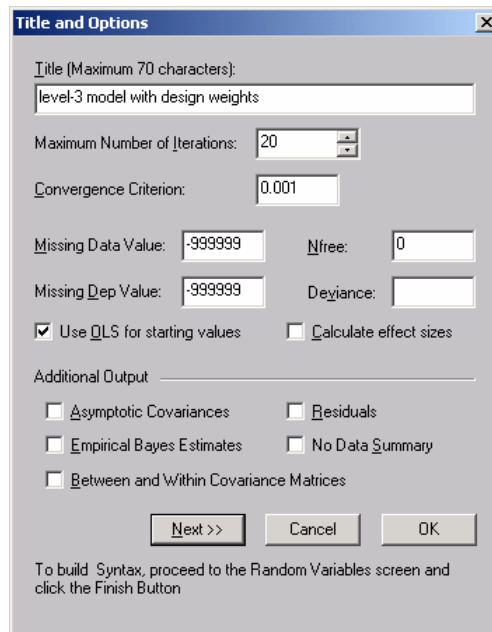 Title and Options
Title (Maximum 70 characters):
level-3 model with design weights
Maximum Number of Iterations: 20
Convergence Criterion: 0.001
Missing Data Value: -999999 Nfree: 0
Missing Dep Value: -999999 Deviance:
Use OLS for starting values Calculate effect sizes
Additional Output
Asymptotic Covariances Residuals
Empirical Bayes Estimates No Data Summary
Between and Within Covariance Matrices
Next >> Cancel OK
To build Syntax, proceed to the Random Variables screen and
click the Finish Button